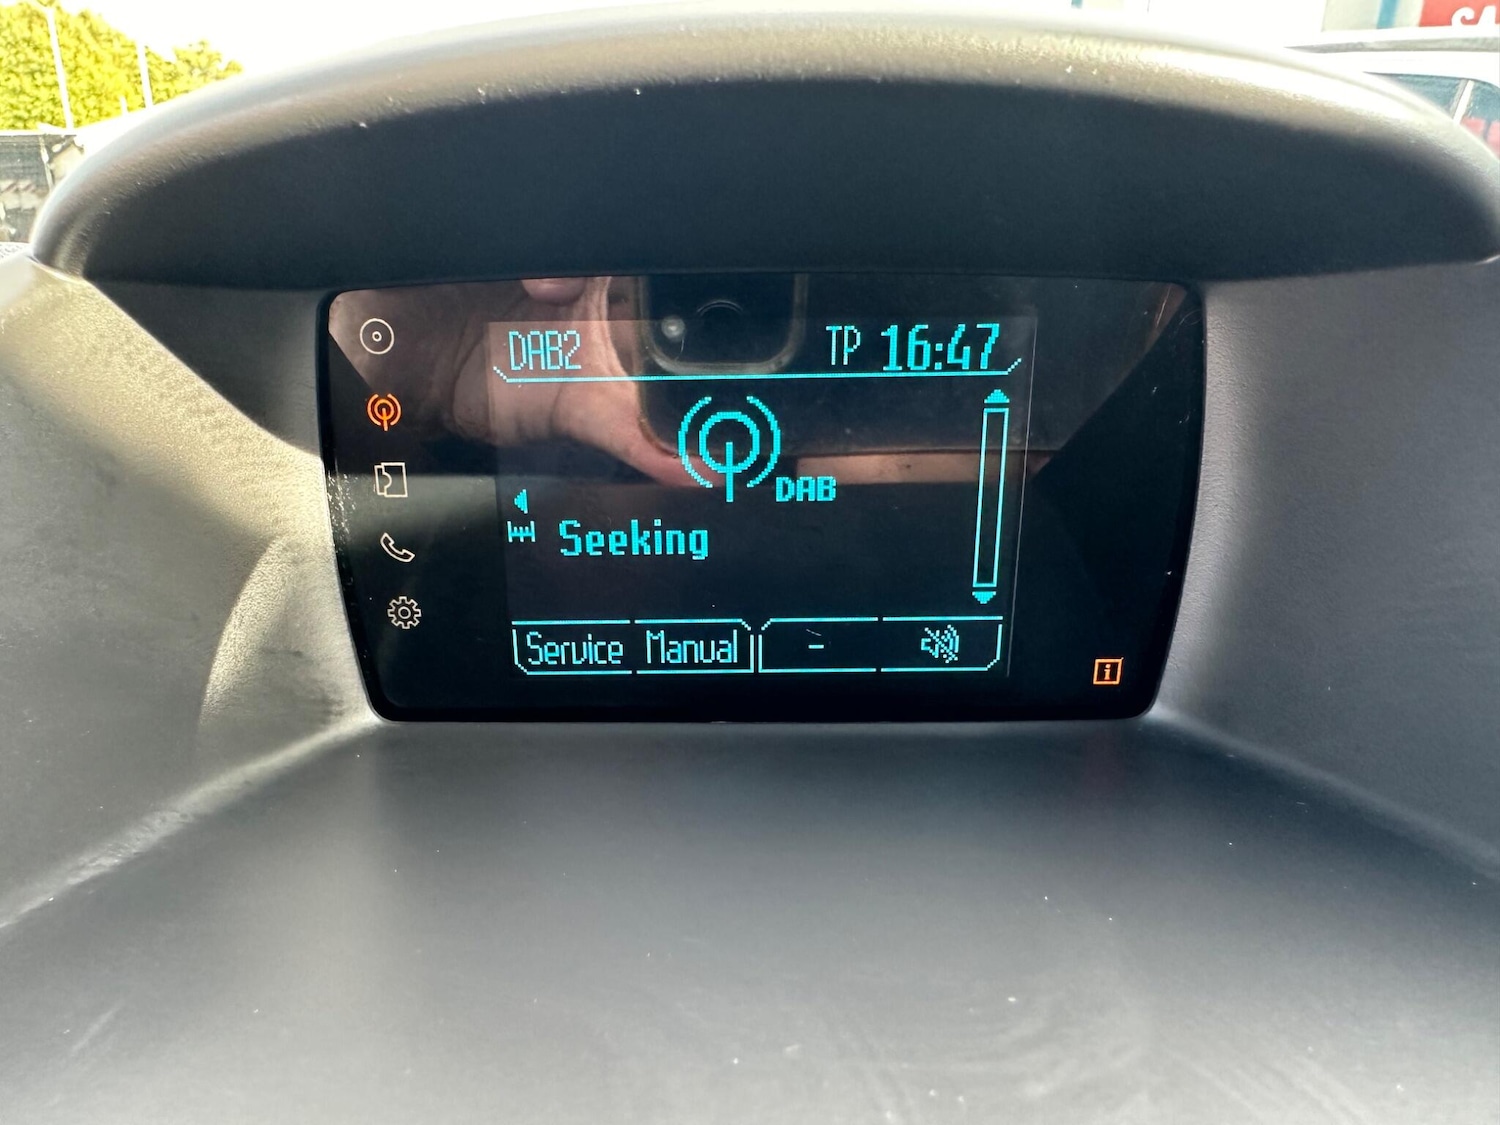 DAB2 TP 16:47
DAB
Seeking
Service Manual -
i